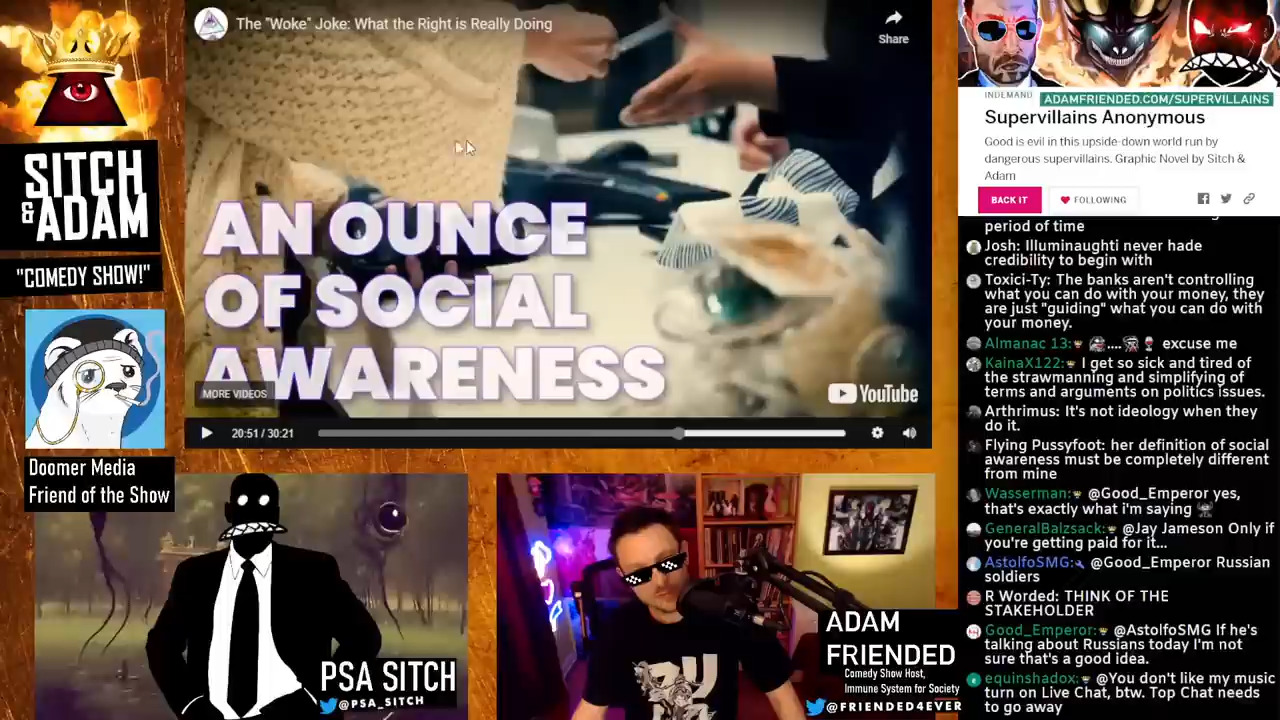 The "Woke" Joke: What the Right is Really Doing
Share
AN OUNCE
OF SOCIAL
AWARENESS
MORE VIDEOS
YouTube
20:51 / 30:21
SITCH
& ADAM
"COMEDY SHOW!"
Doomer Media
Friend of the Show
PSA SITCH
@PSA_SITCH
ADAM
FRIENDED
Comedy Show Host,
Immune System for Society
@FRIENDED4EVER
INDEMAND
ADAMFRIENDED.COM/SUPERVILLAINS
Supervillains Anonymous
Good is evil in this upside-down world run by
dangerous supervillains. Graphic Novel by Sitch &
Adam
BACK IT
FOLLOWING
period of time
Josh: Illuminaughti never hade
credibility to begin with
Toxici-Ty: The banks aren't controlling
what you can do with your money, they
are just "guiding" what you can do with
your money.
Almanac 13: .... excuse me
KainaX122: I get so sick and tired of
the strawmanning and simplifying of
terms and arguments on politics issues.
Arthrimus: It's not ideology when they
do it.
Flying Pussyfoot: her definition of social
awareness must be completely different
from mine
Wasserman: @Good_Emperor yes,
that's exactly what i'm saying
GeneralBalzsack: @Jay Jameson Only if
you're getting paid for it...
AstolfoSMG: @Good_Emperor Russian
soldiers
R Worded: THINK OF THE
STAKEHOLDER
Good_Emperor: @AstolfoSMG If he's
talking about Russians today I'm not
sure that's a good idea.
equinshadox: @You don't like my music
turn on Live Chat, btw. Top Chat needs
to go away